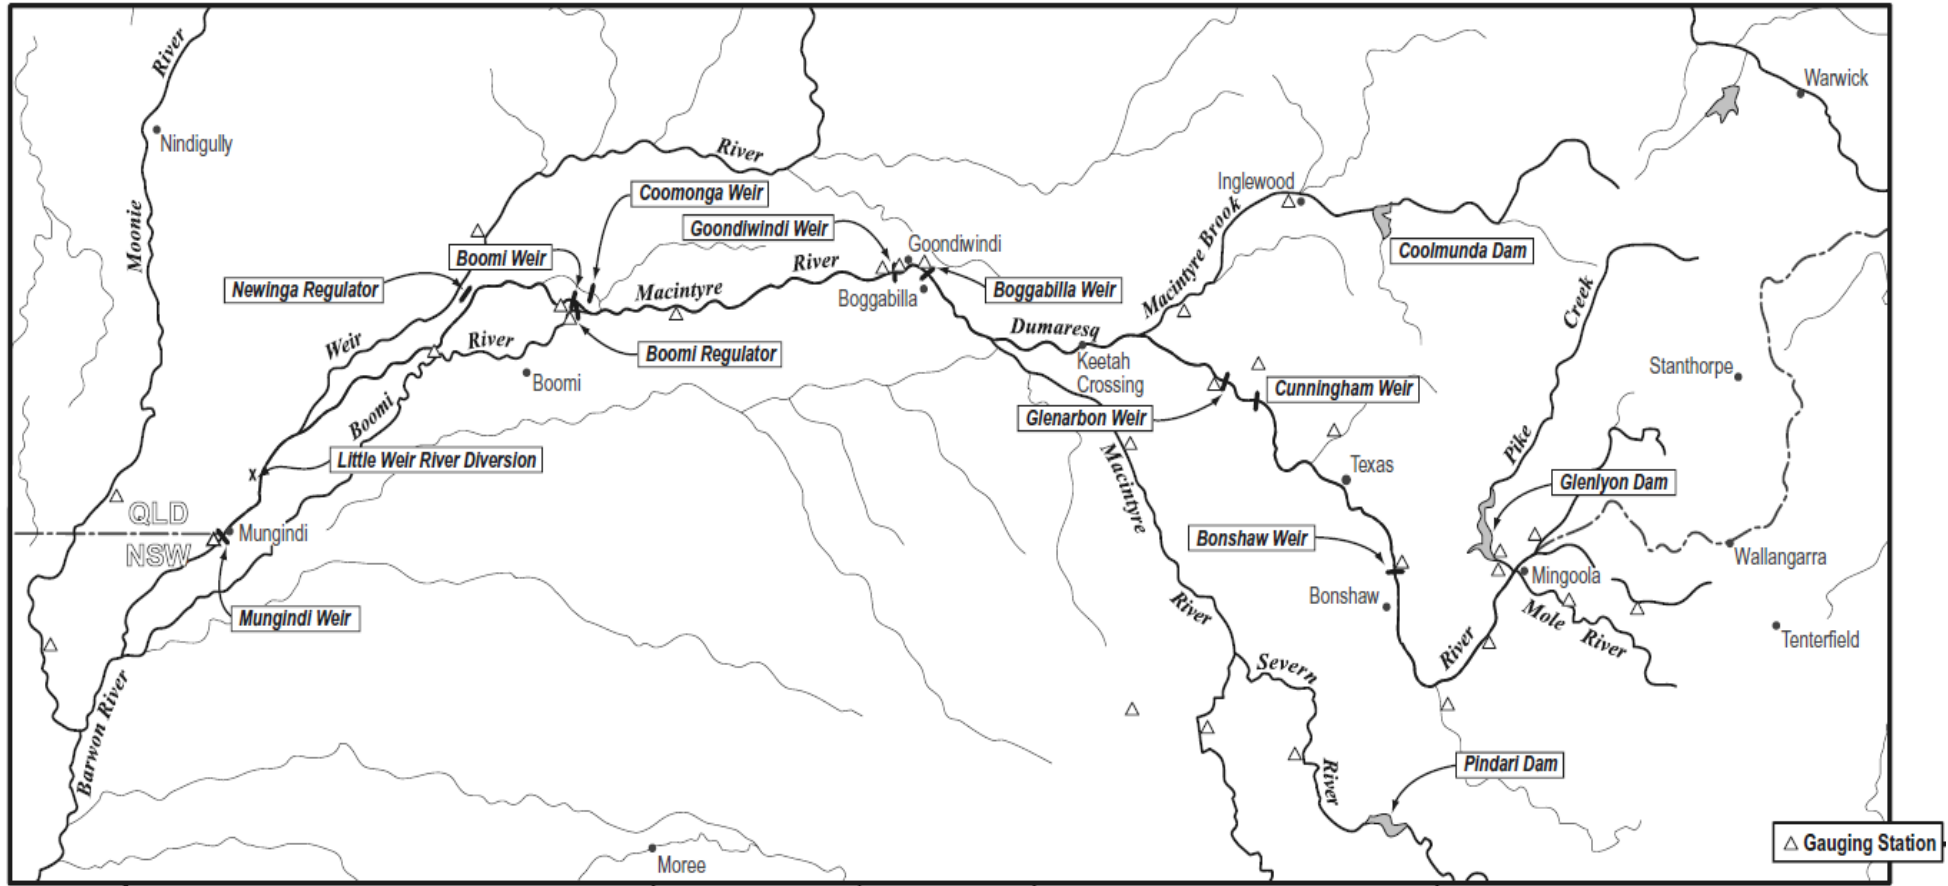 River
Warwick
Nindigully
River
Coomonga Weir
Inglewood
Goondiwindi Weir
Goondiwindi
Moonie
Boomi Weir
Macintyre Brook
Coolmunda Dam
River
Newinga Regulator
Macintyre
Boggabilla
Boggabilla Weir
Creek
Weir
River
Dumaresq
Boomi Regulator
Keetah
Crossing
Stanthorpe
Boomi
Cunningham Weir
Boomi
Glenarbon Weir
Pike
Little Weir River Diversion
Macintyre
Texas
Glenlyon Dam
QLD
NSW
Mungindi
Bonshaw Weir
Wallangarra
Mingoola
Bonshaw
Mungindi Weir
River
Mole River
Tenterfield
River
Severn
Barwon River
River
Pindari Dam
Moree
Gauging Station